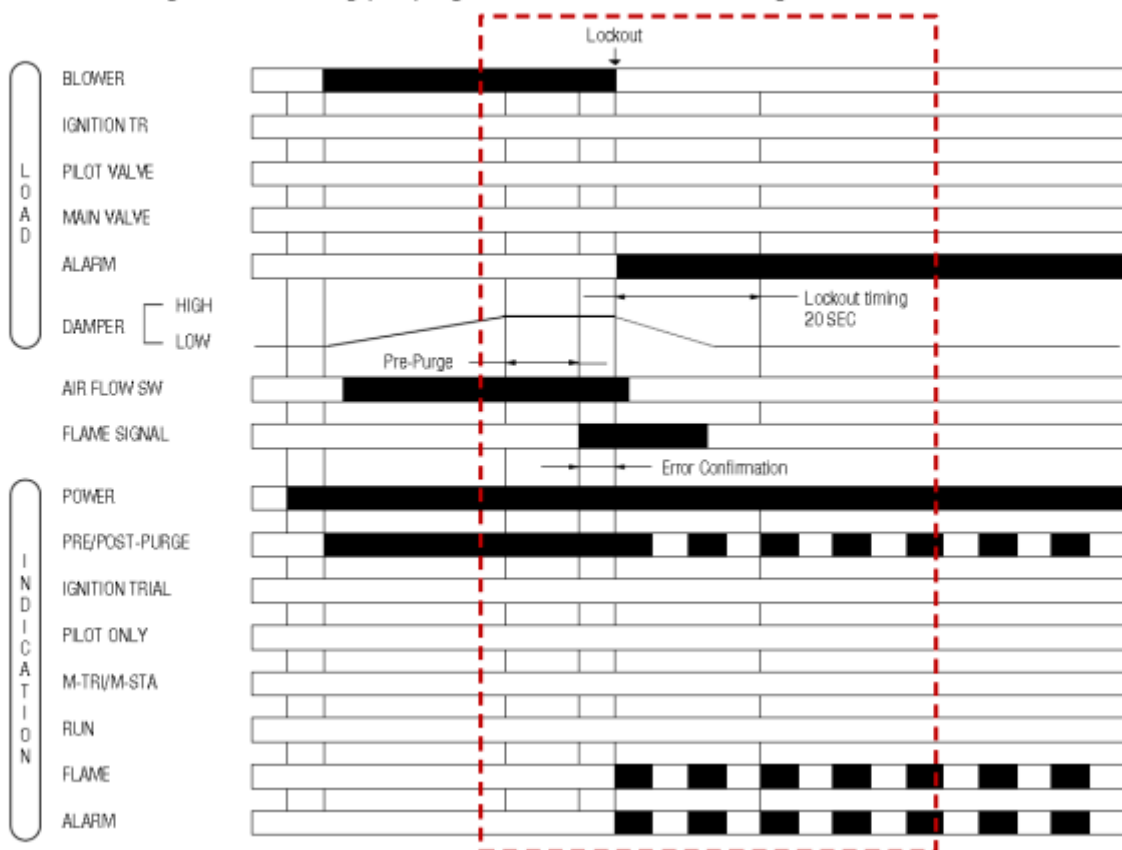 Lockout
LOAD
BLOWER
IGNITION TR
PILOT VALVE
MAIN VALVE
ALARM
DAMPER
HIGH
LOW
Lockout timing
20 SEC
Pre-Purge
AIR FLOW SW
FLAME SIGNAL
Error Confirmation
INDICATION
POWER
PRE/POST-PURGE
IGNITION TRIAL
PILOT ONLY
M-TRI/M-STA
RUN
FLAME
ALARM